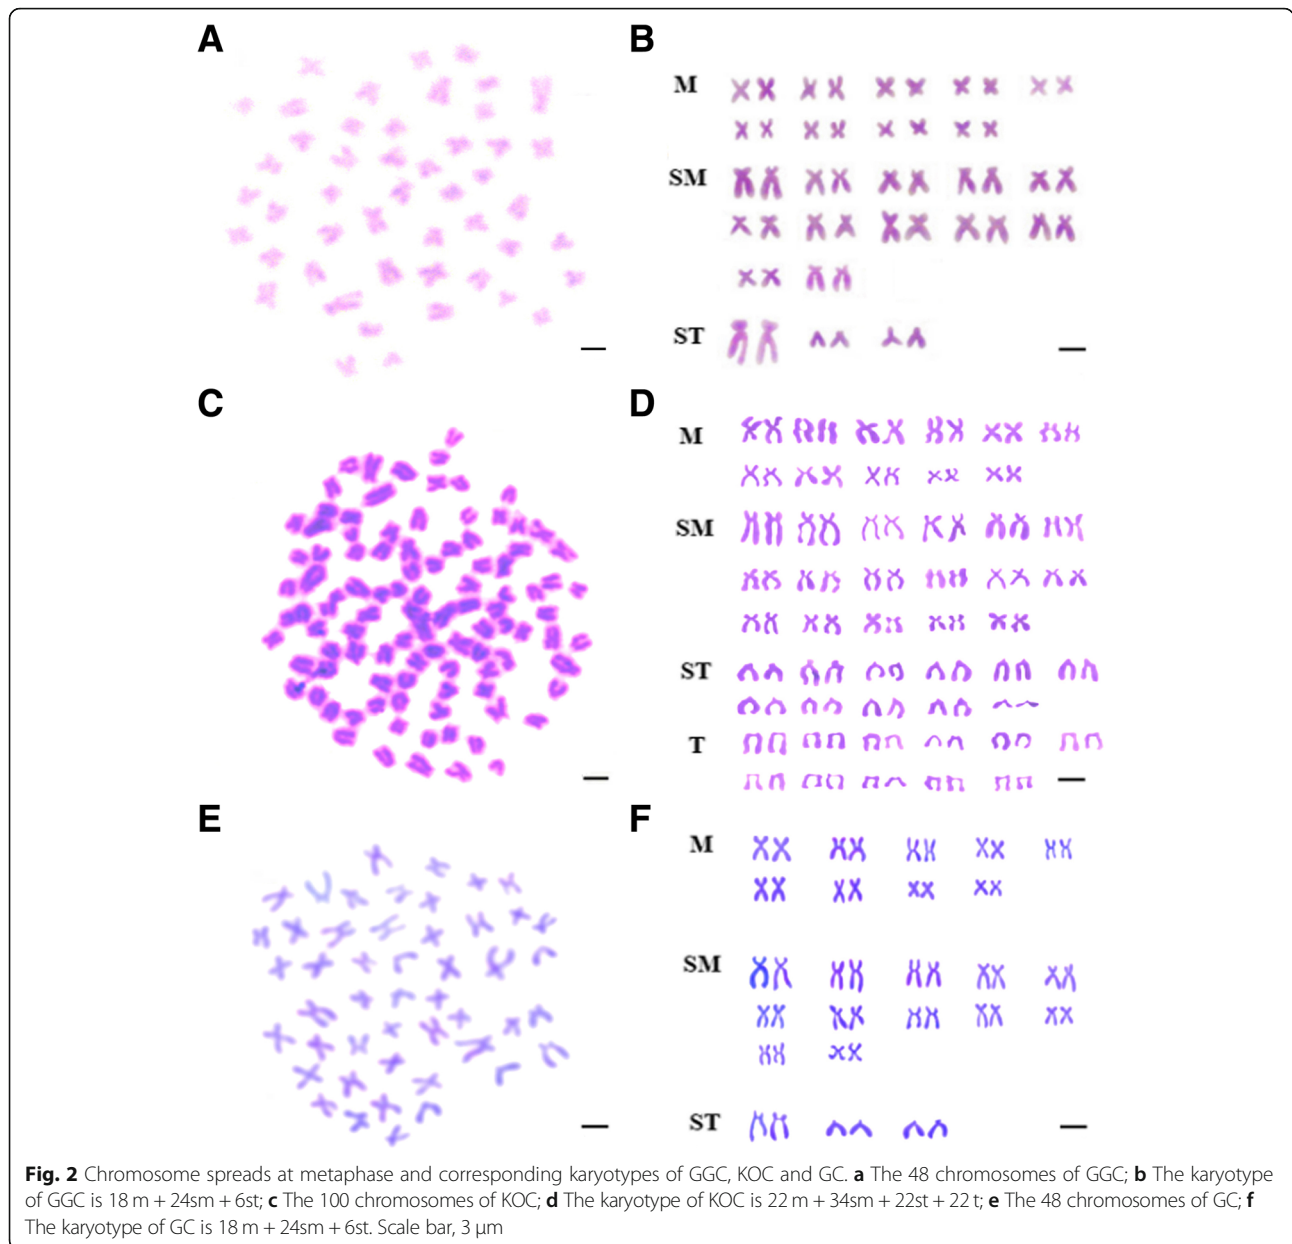 A
B
M
SM
ST
C
D
M
SM
ST
T
E
F
M
SM
ST
Fig. 2 Chromosome spreads at metaphase and corresponding karyotypes of GGC, KOC and GC. a The 48 chromosomes of GGC; b The karyotype
of GGC is 18 m + 24sm + 6st; c The 100 chromosomes of KOC; d The karyotype of KOC is 22 m + 34sm + 22st + 22 t; e The 48 chromosomes of GC; f
The karyotype of GC is 18 m + 24sm + 6st. Scale bar, 3 μm